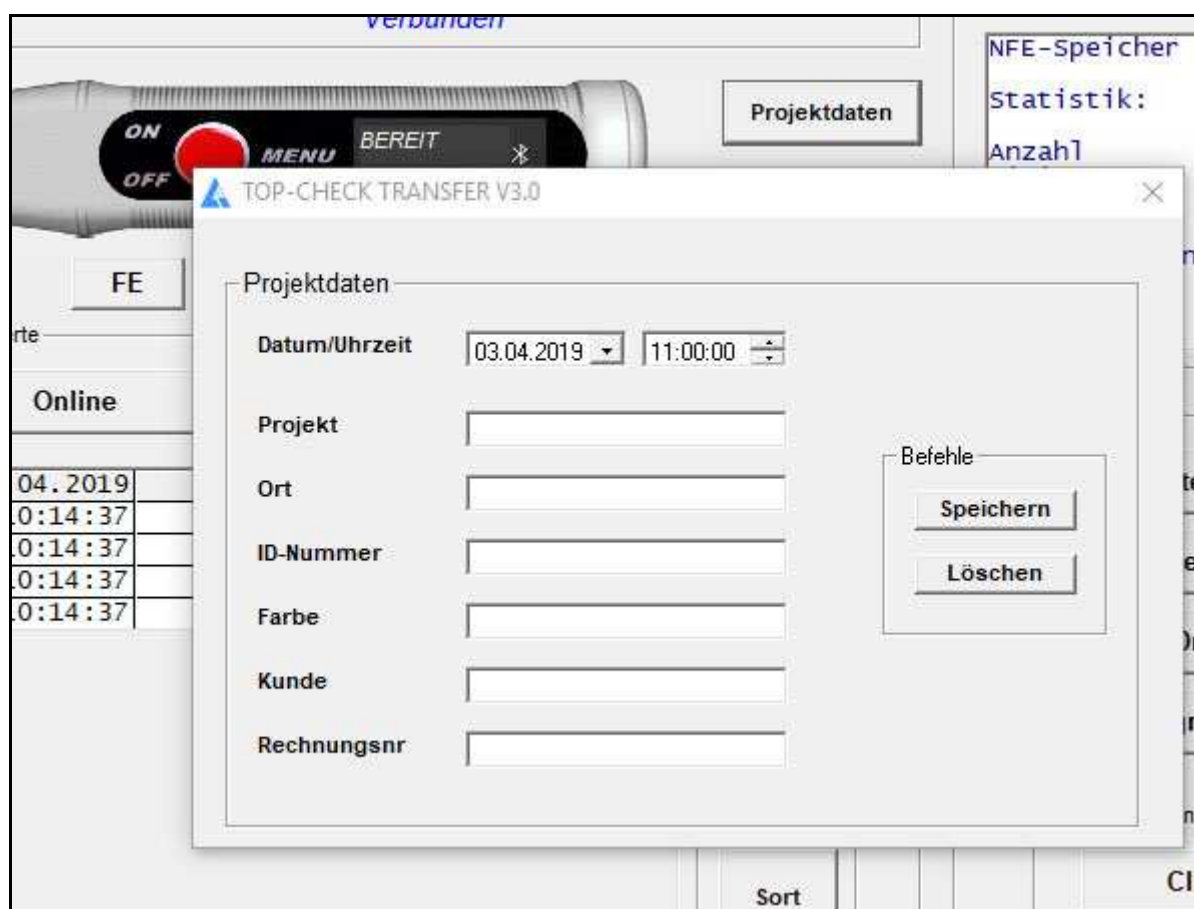 Verbunden
NFE-Speicher
Statistik:
Anzahl
Projektdaten
ON
OFF
MENU
BEREIT
FE
Online
04.2019
0:14:37
0:14:37
0:14:37
0:14:37
TOP-CHECK TRANSFER V3.0
Projektdaten
Datum/Uhrzeit 03.04.2019 11:00:00
Projekt
Ort
ID-Nummer
Farbe
Kunde
Rechnungsnr
Befehle
Speichern
Löschen
Sort